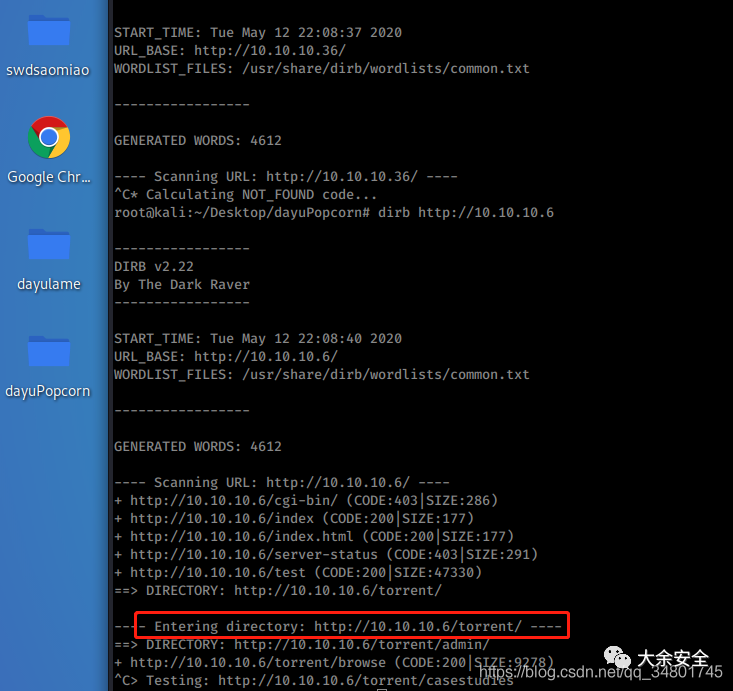 swdsaomiao
Google Chr...
dayulame
dayuPopcorn
START_TIME: Tue May 12 22:08:37 2020
URL_BASE: http://10.10.10.36/
WORDLIST_FILES: /usr/share/dirb/wordlists/common.txt
-----------------
GENERATED WORDS: 4612
---- Scanning URL: http://10.10.10.36/ ----
^C* Calculating NOT_FOUND code...
root@kali:~/Desktop/dayuPopcorn# dirb http://10.10.10.6
-----------------
DIRB v2.22
By The Dark Raver
-----------------
START_TIME: Tue May 12 22:08:40 2020
URL_BASE: http://10.10.10.6/
WORDLIST_FILES: /usr/share/dirb/wordlists/common.txt
-----------------
GENERATED WORDS: 4612
---- Scanning URL: http://10.10.10.6/ ----
+ http://10.10.10.6/cgi-bin/ (CODE:403|SIZE:286)
+ http://10.10.10.6/index (CODE:200|SIZE:177)
+ http://10.10.10.6/index.html (CODE:200|SIZE:177)
+ http://10.10.10.6/server-status (CODE:403|SIZE:291)
+ http://10.10.10.6/test (CODE:200|SIZE:47330)
==> DIRECTORY: http://10.10.10.6/torrent/
---- Entering directory: http://10.10.10.6/torrent/ ----
==> DIRECTORY: http://10.10.10.6/torrent/admin/
+ http://10.10.10.6/torrent/browse (CODE:200|SIZE:9278)
^C> Testing: http://10.10.10.6/torrent/casestudies
大余安全
https://blog.csdn.net/qq_34801745